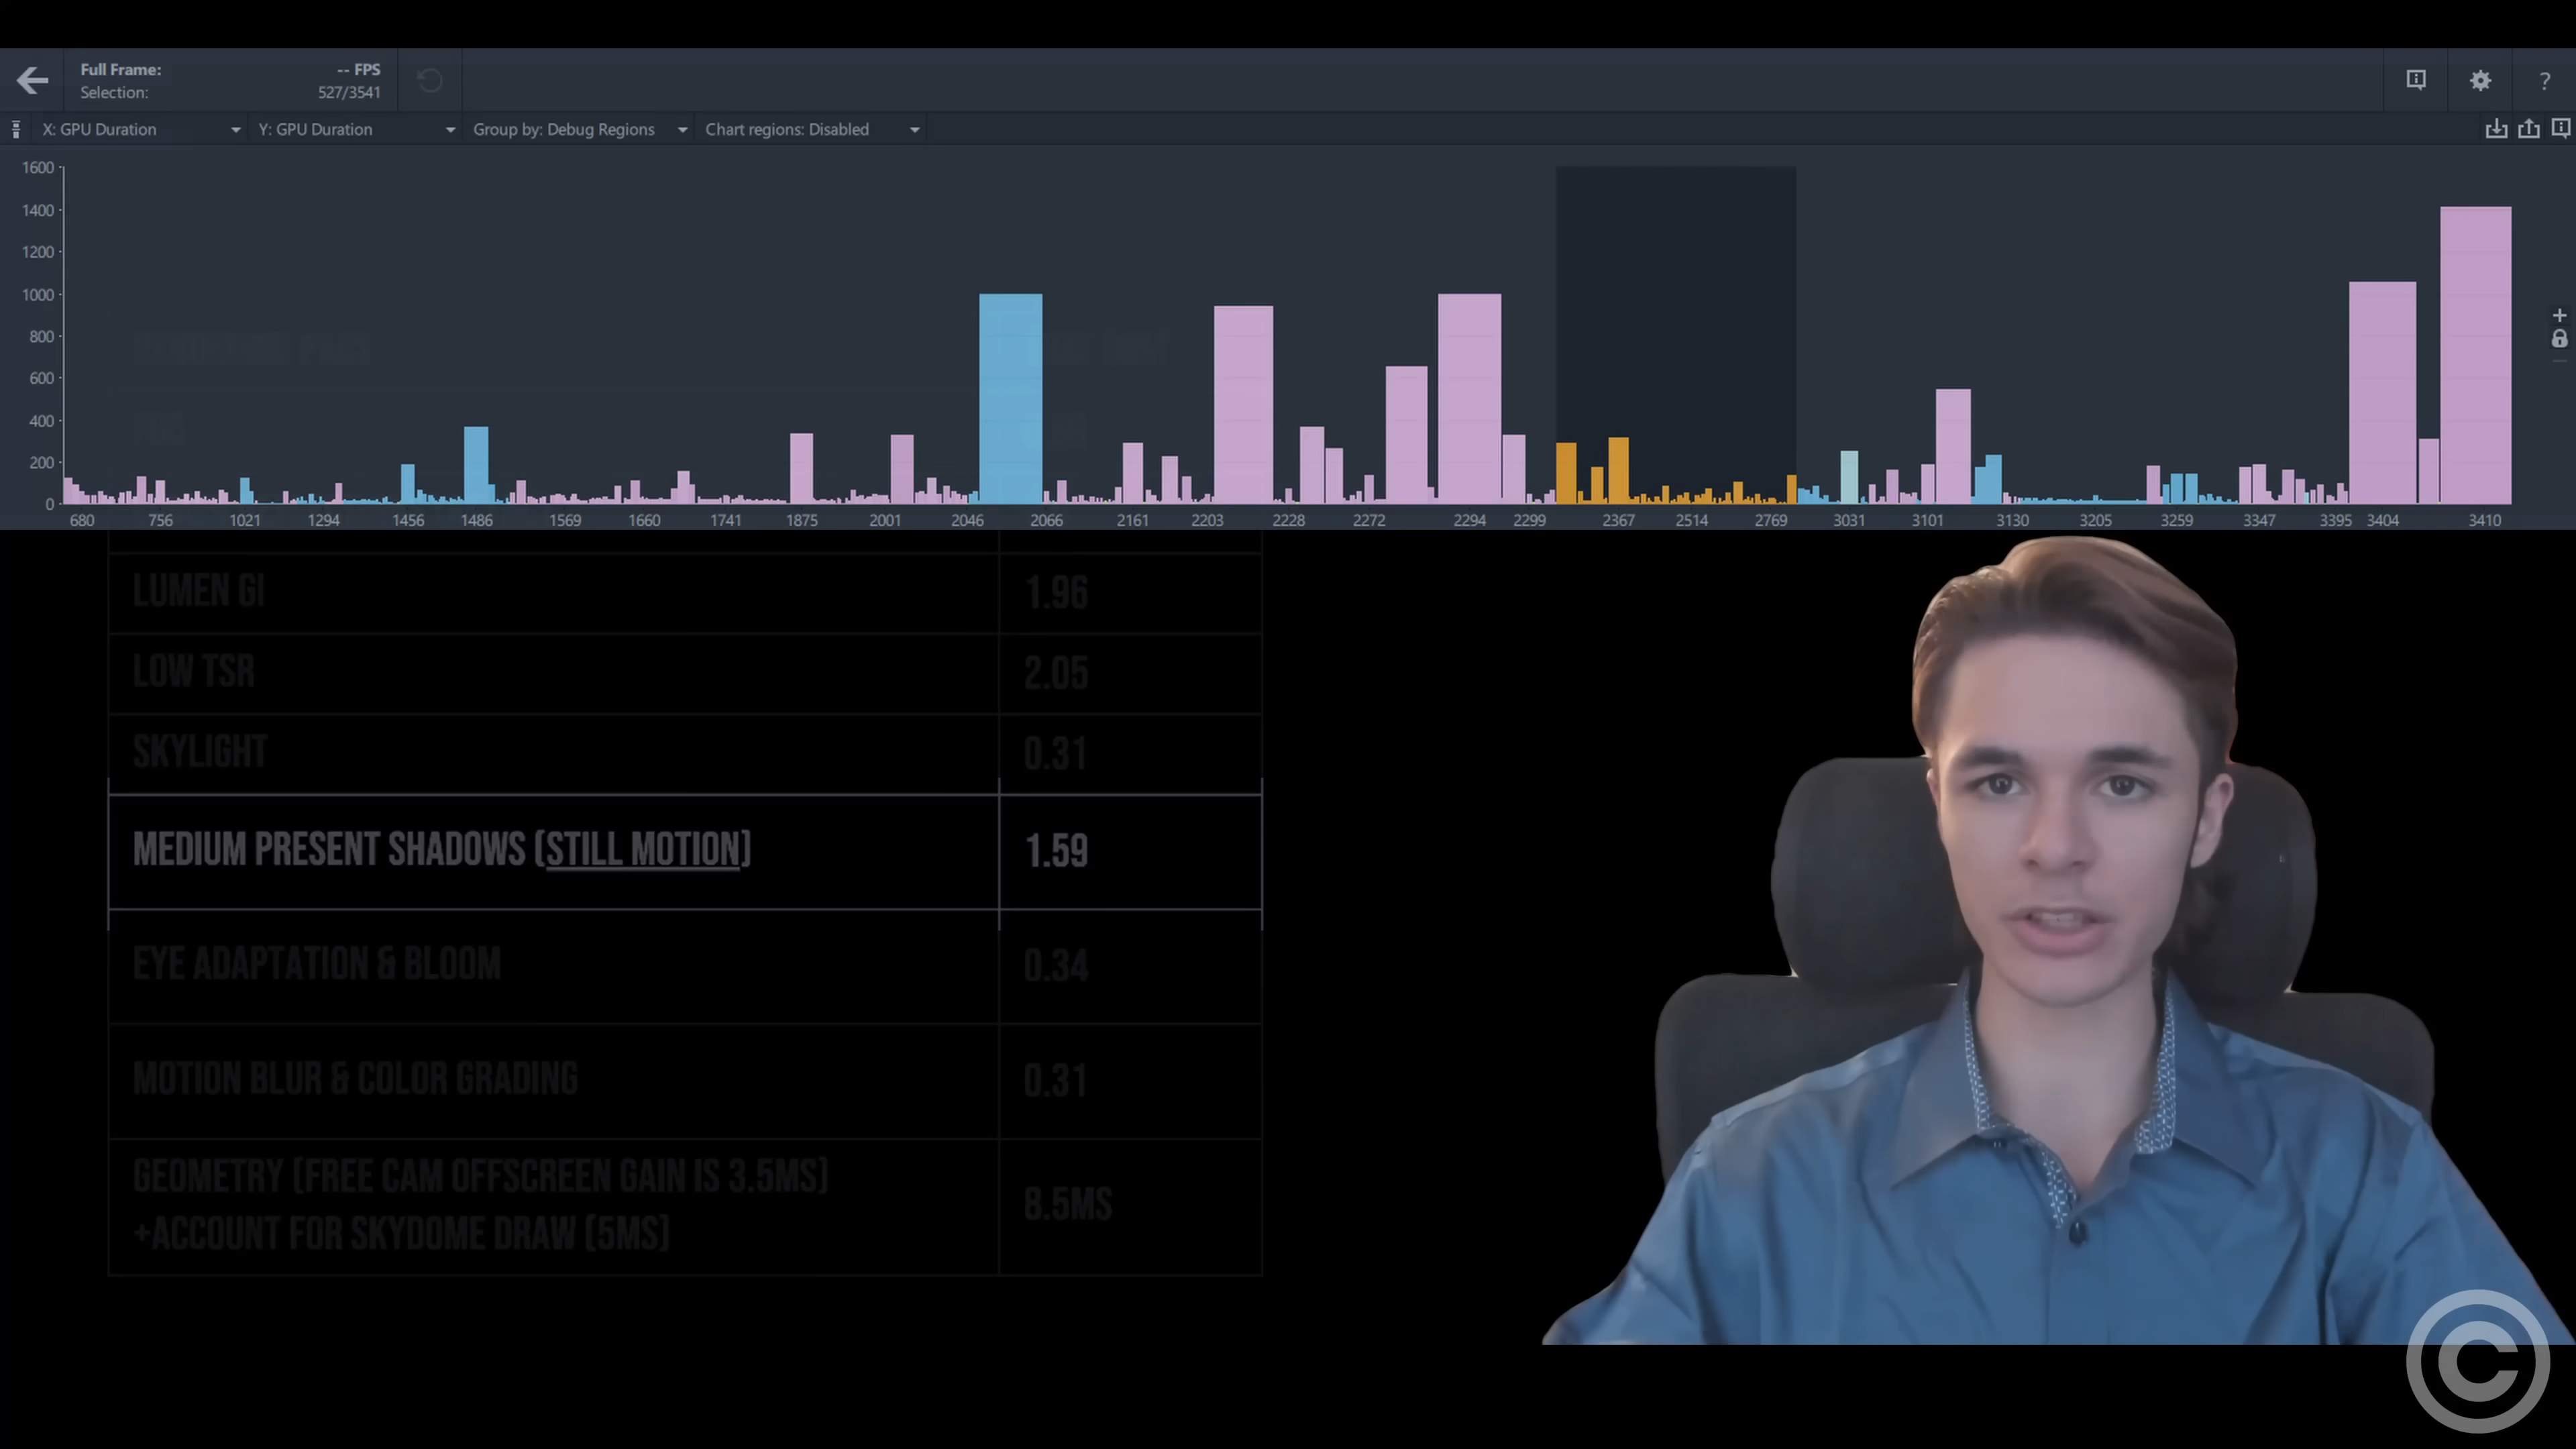 Full Frame: -- FPS
Selection: 527/3541
X: GPU Duration Y: GPU Duration Group by: Debug Regions Chart regions: Disabled
?
1600
1400
1200
1000
800
600
400
200
0
680 756 1021 1294 1456 1486 1569 1660 1741 1875 2001 2046 2066 2161 2203 2228 2272 2294 2299 2367 2514 2769 3031 3101 3130 3205 3259 3347 3395 3404 3410
LUMEN GI 1.96
LOW TSR 2.05
SKYLIGHT 0.31
MEDIUM PRESENT SHADOWS (STILL MOTION) 1.59
EYE ADAPTATION & BLOOM 0.34
MOTION BLUR & COLOR GRADING 0.31
GEOMETRY (FREE CAM OFFSCREEN GAIN IS 3.5MS)
+ACCOUNT FOR SKYDOME DRAW (5MS) 8.5MS
©